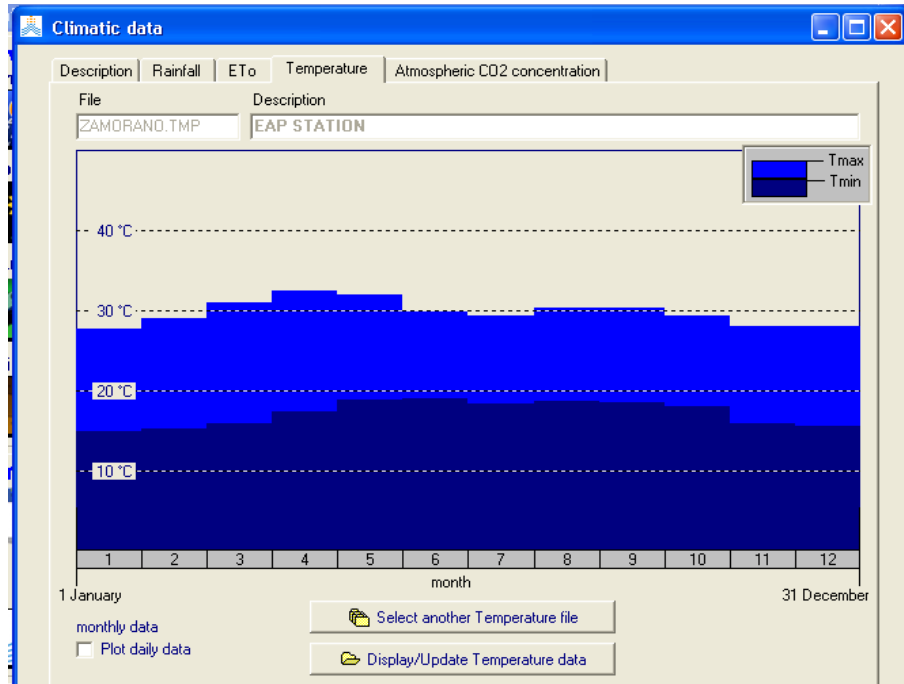 Climatic data
Description Rainfall ETo Temperature Atmospheric CO2 concentration
File Description
ZAMORANO.TMP EAP STATION
Tmax
Tmin
40 °C
30 °C
20 °C
10 °C
1 2 3 4 5 6 7 8 9 10 11 12
month
1 January 31 December
Select another Temperature file
monthly data
Plot daily data
Display/Update Temperature data